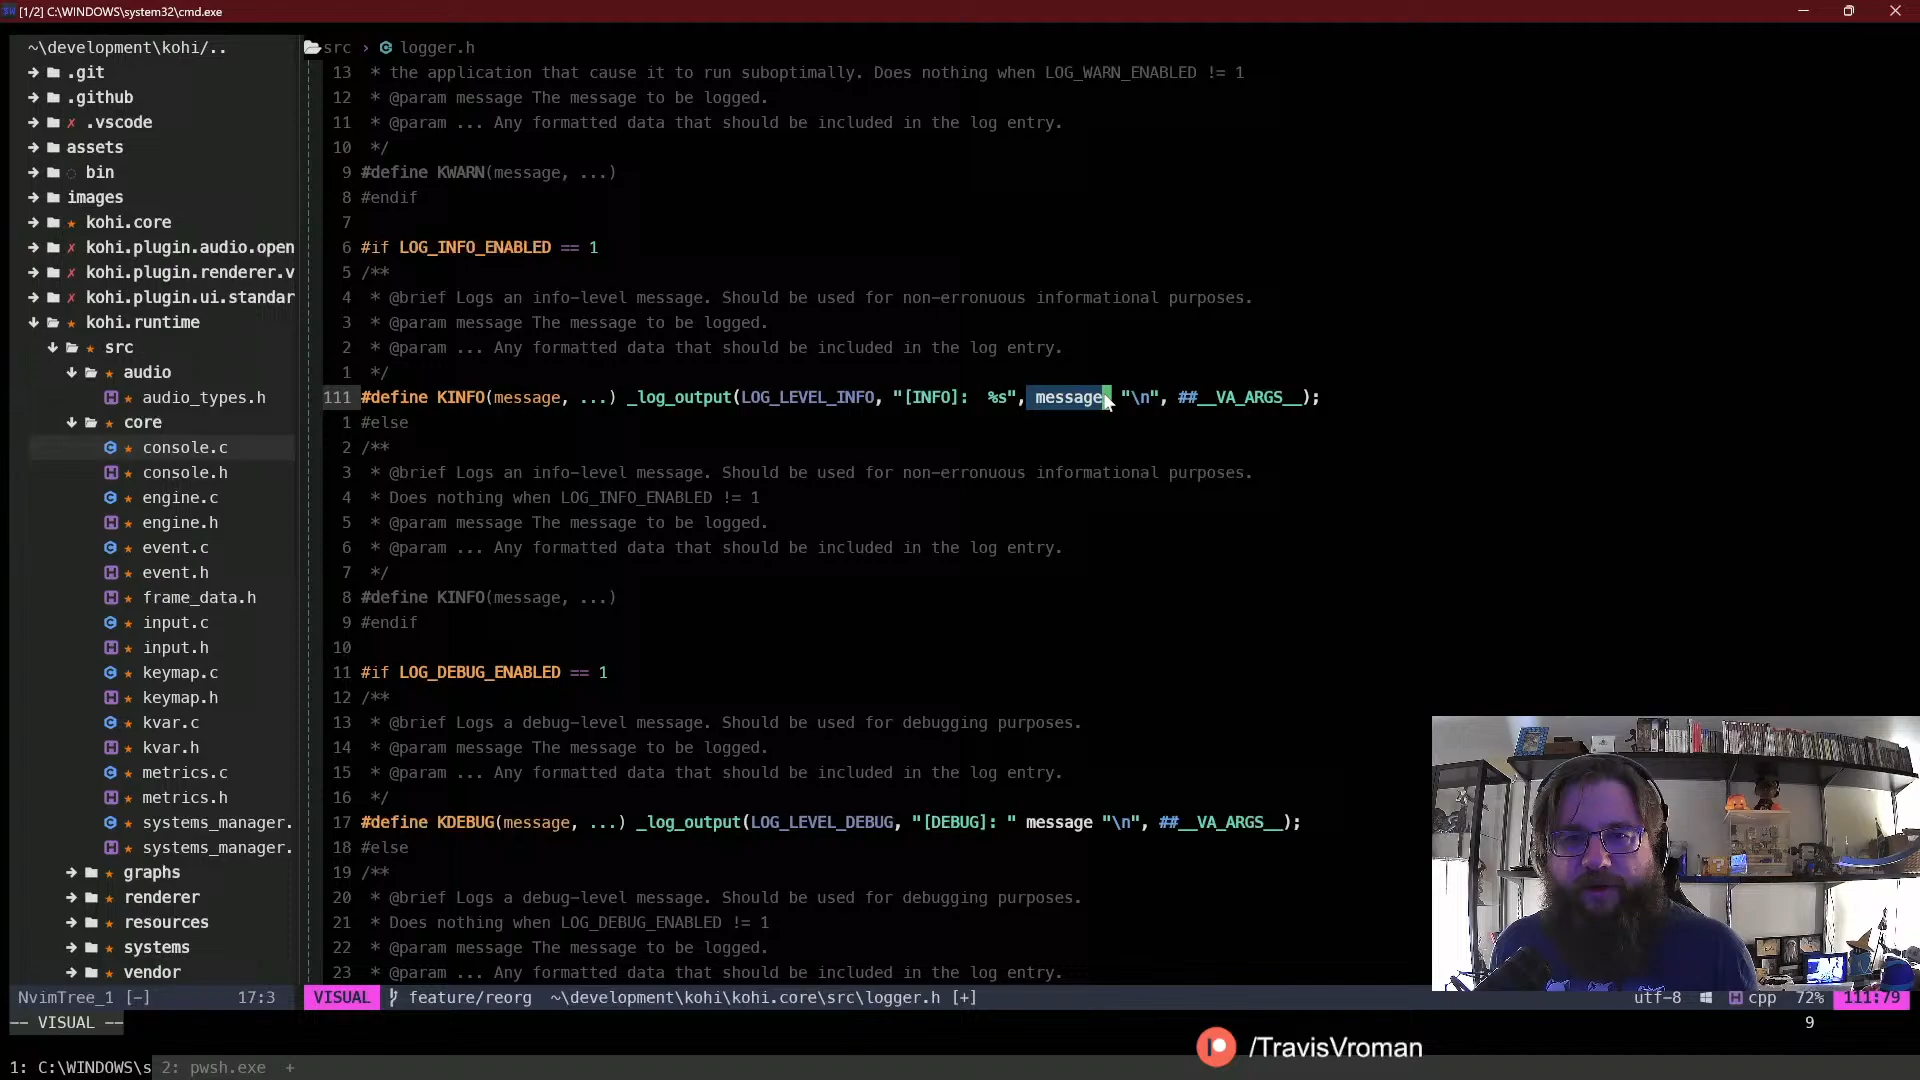 [1/2] C:\WINDOWS\system32\cmd.exe
~\development\kohi/..
.git
.github
✗ .vscode
assets
bin
images
kohi.core
✗ kohi.plugin.audio.open
✗ kohi.plugin.renderer.v
✗ kohi.plugin.ui.standar
kohi.runtime
src
audio
audio_types.h
core
console.c
console.h
engine.c
engine.h
event.c
event.h
frame_data.h
input.c
input.h
keymap.c
keymap.h
kvar.c
kvar.h
metrics.c
metrics.h
systems_manager.
systems_manager.
graphs
renderer
resources
systems
vendor
NvimTree_1 [-] 17:3
src › logger.h
13 * the application that cause it to run suboptimally. Does nothing when LOG_WARN_ENABLED != 1
12 * @param message The message to be logged.
11 * @param ... Any formatted data that should be included in the log entry.
10 */
9 #define KWARN(message, ...)
8 #endif
7
6 #if LOG_INFO_ENABLED == 1
5 /**
4 * @brief Logs an info-level message. Should be used for non-erronuous informational purposes.
3 * @param message The message to be logged.
2 * @param ... Any formatted data that should be included in the log entry.
1 */
111 #define KINFO(message, ...) _log_output(LOG_LEVEL_INFO, "[INFO]:  %s", message "\n", ##__VA_ARGS__);
1 #else
2 /**
3 * @brief Logs an info-level message. Should be used for non-erronuous informational purposes.
4 * Does nothing when LOG_INFO_ENABLED != 1
5 * @param message The message to be logged.
6 * @param ... Any formatted data that should be included in the log entry.
7 */
8 #define KINFO(message, ...)
9 #endif
10
11 #if LOG_DEBUG_ENABLED == 1
12 /**
13 * @brief Logs a debug-level message. Should be used for debugging purposes.
14 * @param message The message to be logged.
15 * @param ... Any formatted data that should be included in the log entry.
16 */
17 #define KDEBUG(message, ...) _log_output(LOG_LEVEL_DEBUG, "[DEBUG]: " message "\n", ##__VA_ARGS__);
18 #else
19 /**
20 * @brief Logs a debug-level message. Should be used for debugging purposes.
21 * Does nothing when LOG_DEBUG_ENABLED != 1
22 * @param message The message to be logged.
23 * @param ... Any formatted data that should be included in the log entry.
VISUAL feature/reorg ~\development\kohi\kohi.core\src\logger.h [+] utf-8 cpp 72% 111:79
-- VISUAL -- 9
/TravisVroman
1: C:\WINDOWS\s 2: pwsh.exe +